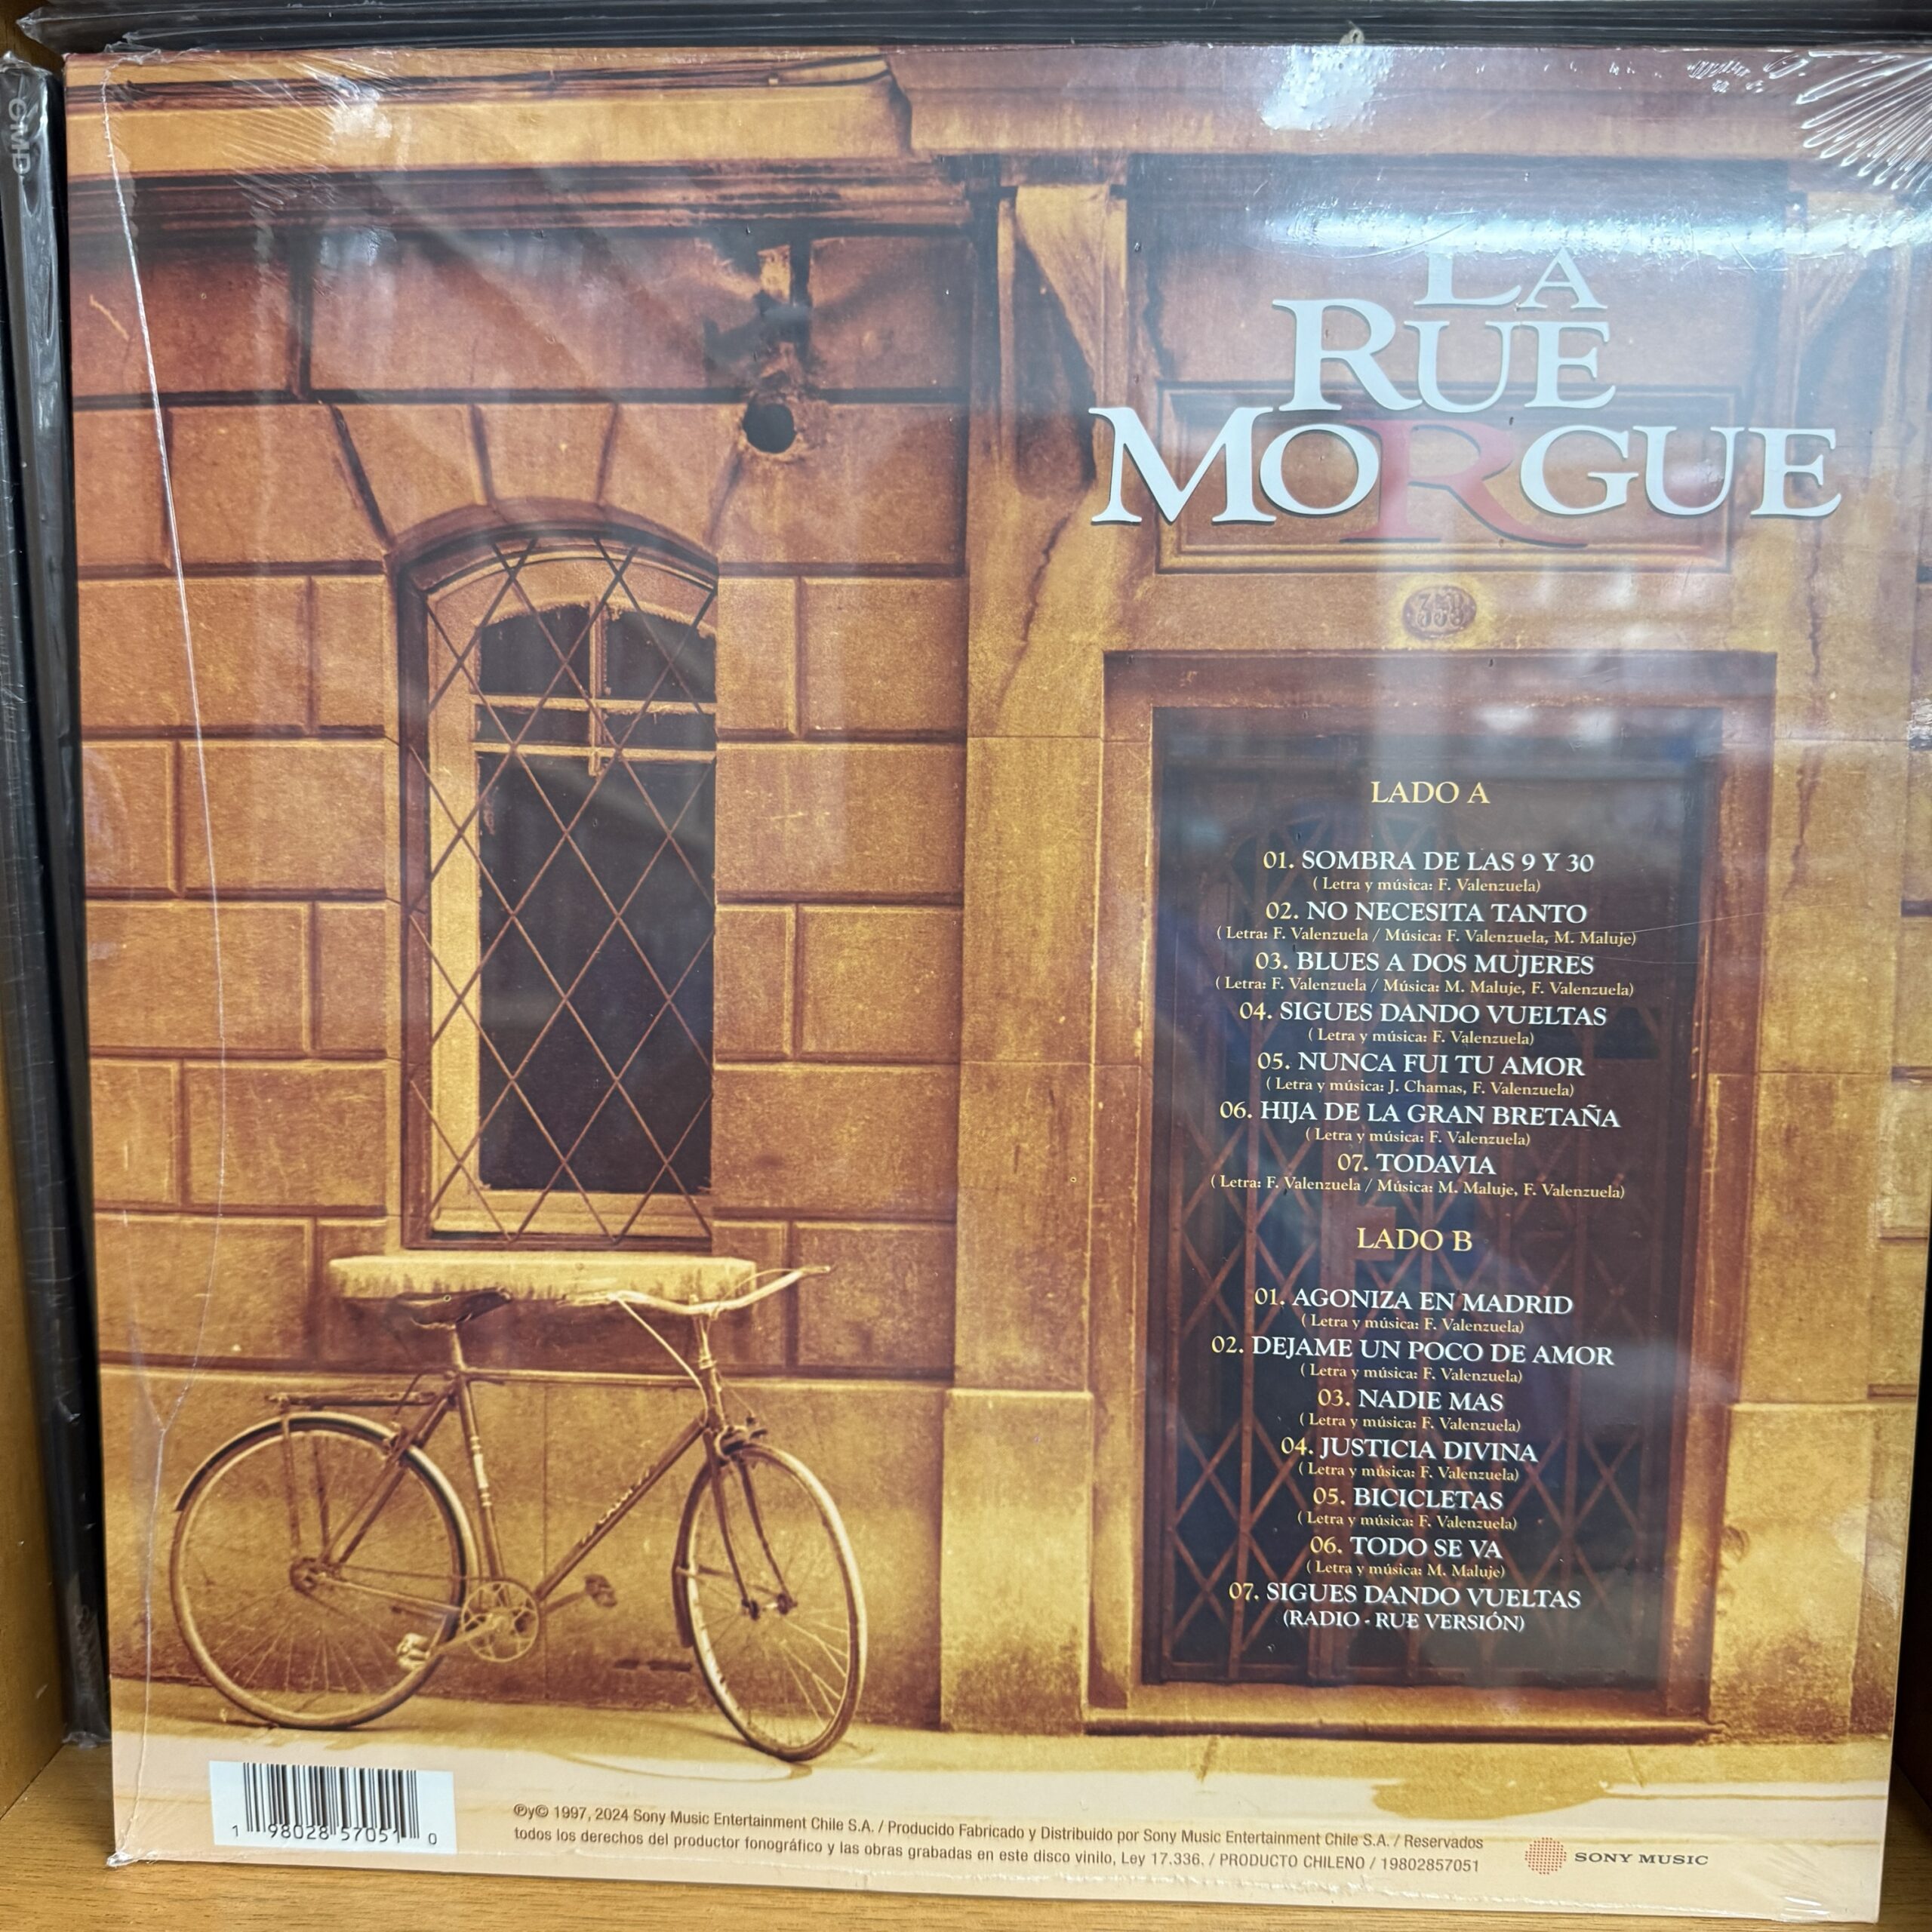 CMD
LA
RUE
MORGUE
350
LADO A
01. SOMBRA DE LAS 9 Y 30
( Letra y música: F. Valenzuela)
02. NO NECESITA TANTO
( Letra: F. Valenzuela / Música: F. Valenzuela, M. Maluje)
03. BLUES A DOS MUJERES
( Letra: F. Valenzuela / Música: M. Maluje, F. Valenzuela)
04. SIGUES DANDO VUELTAS
( Letra y música: F. Valenzuela)
05. NUNCA FUI TU AMOR
( Letra y música: J. Chamas, F. Valenzuela)
06. HIJA DE LA GRAN BRETAÑA
( Letra y música: F. Valenzuela)
07. TODAVIA
( Letra: F. Valenzuela / Música: M. Maluje, F. Valenzuela)
LADO B
01. AGONIZA EN MADRID
( Letra y música: F. Valenzuela)
02. DEJAME UN POCO DE AMOR
( Letra y música: F. Valenzuela)
03. NADIE MAS
( Letra y música: F. Valenzuela)
04. JUSTICIA DIVINA
( Letra y música: F. Valenzuela)
05. BICICLETAS
( Letra y música: F. Valenzuela)
06. TODO SE VA
( Letra y música: M. Maluje)
07. SIGUES DANDO VUELTAS
(RADIO - RUE VERSIÓN)
1 98028 57051 0
℗y© 1997, 2024 Sony Music Entertainment Chile S.A. / Producido Fabricado y Distribuido por Sony Music Entertainment Chile S.A. / Reservados
todos los derechos del productor fonográfico y las obras grabadas en este disco vinilo, Ley 17.336. / PRODUCTO CHILENO / 19802857051
SONY MUSIC